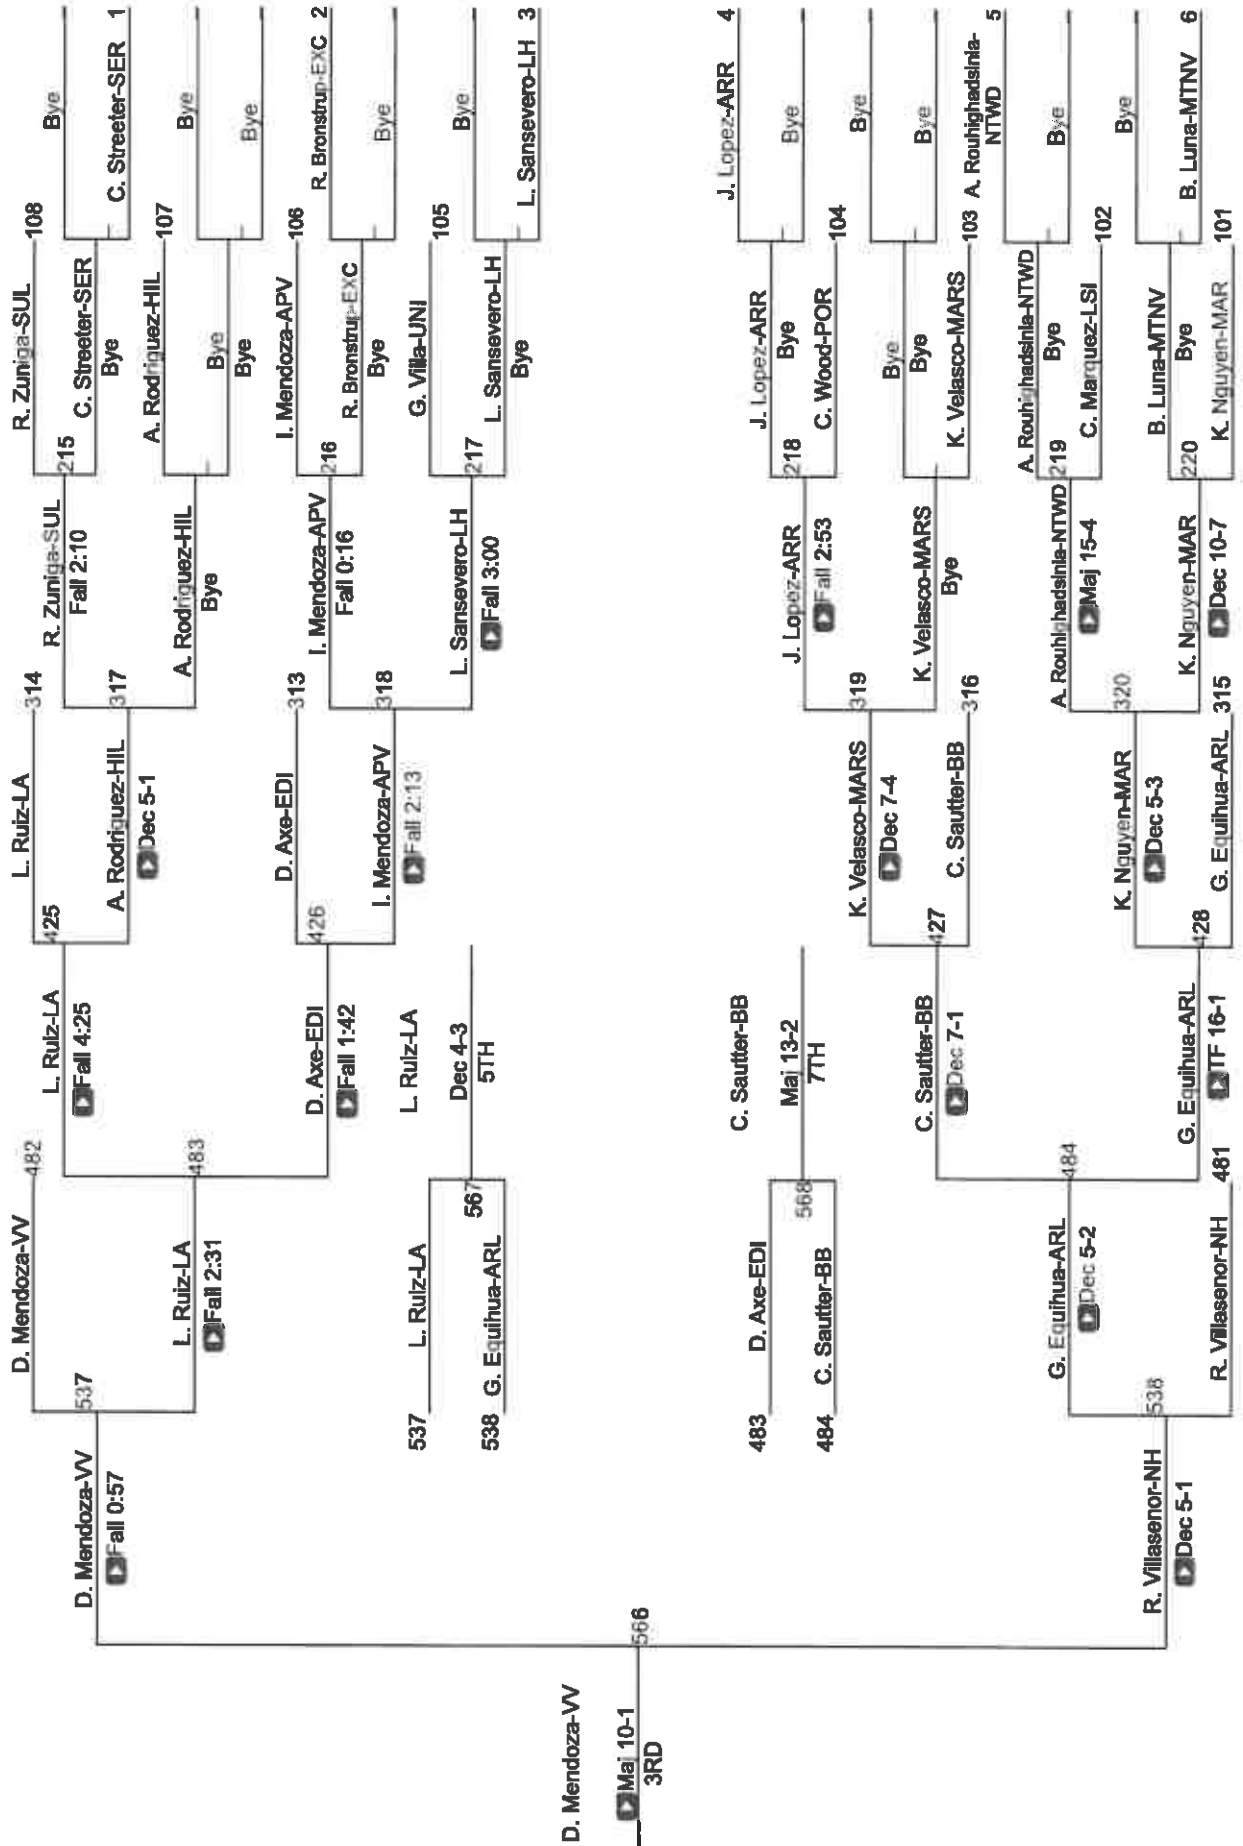 Bye
C. Streeter-SER 1
Bye
Bye
R. Bronstrup-EXC 2
Bye
Bye
L. Sansevero-LH 3
J. Lopez-ARR 4
Bye
Bye
Bye
A. Rouhighadsinia-NTWD 5
Bye
Bye
B. Luna-MTNV 6
R. Zuniga-SUL 108
C. Streeter-SER
Bye
215
A. Rodriguez-HIL 107
Bye
Bye
I. Mendoza-APV 106
R. Bronstrup-EXC
Bye
216
G. Villa-UNI 105
L. Sansevero-LH
Bye
217
J. Lopez-ARR
Bye
218
C. Wood-POR 104
Bye
Bye
K. Velasco-MARS 103
A. Rouhighadsinia-NTWD
Bye
219
C. Marquez-LSI 102
B. Luna-MTNV
Bye
220
K. Nguyen-MAR 101
R. Zuniga-SUL
Fall 2:10
317
A. Rodriguez-HIL
Bye
I. Mendoza-APV
Fall 0:16
318
L. Sansevero-LH
Fall 3:00
J. Lopez-ARR
Fall 2:53
319
K. Velasco-MARS
Bye
A. Rouhighadsinia-NTWD
Maj 15-4
320
K. Nguyen-MAR
Dec 10-7
L. Ruiz-LA 314
425
A. Rodriguez-HIL
Dec 5-1
D. Axe-EDI 313
426
I. Mendoza-APV
Fall 2:13
K. Velasco-MARS
Dec 7-4
427
C. Sautter-BB 316
K. Nguyen-MAR
Dec 5-3
428
G. Equihua-ARL 315
L. Ruiz-LA
Fall 4:25
D. Axe-EDI
Fall 1:42
L. Ruiz-LA
Dec 4-3
5TH
C. Sautter-BB
Maj 13-2
7TH
C. Sautter-BB
Dec 7-1
G. Equihua-ARL
TF 16-1
D. Mendoza-VV 482
483
L. Ruiz-LA
Fall 2:31
537 L. Ruiz-LA
567
538 G. Equihua-ARL
483 D. Axe-EDI
568
484 C. Sautter-BB
484
G. Equihua-ARL
Dec 5-2
R. Villasenor-NH 481
537
D. Mendoza-VV
Fall 0:57
538
R. Villasenor-NH
Dec 5-1
566
D. Mendoza-VV
Maj 10-1
3RD